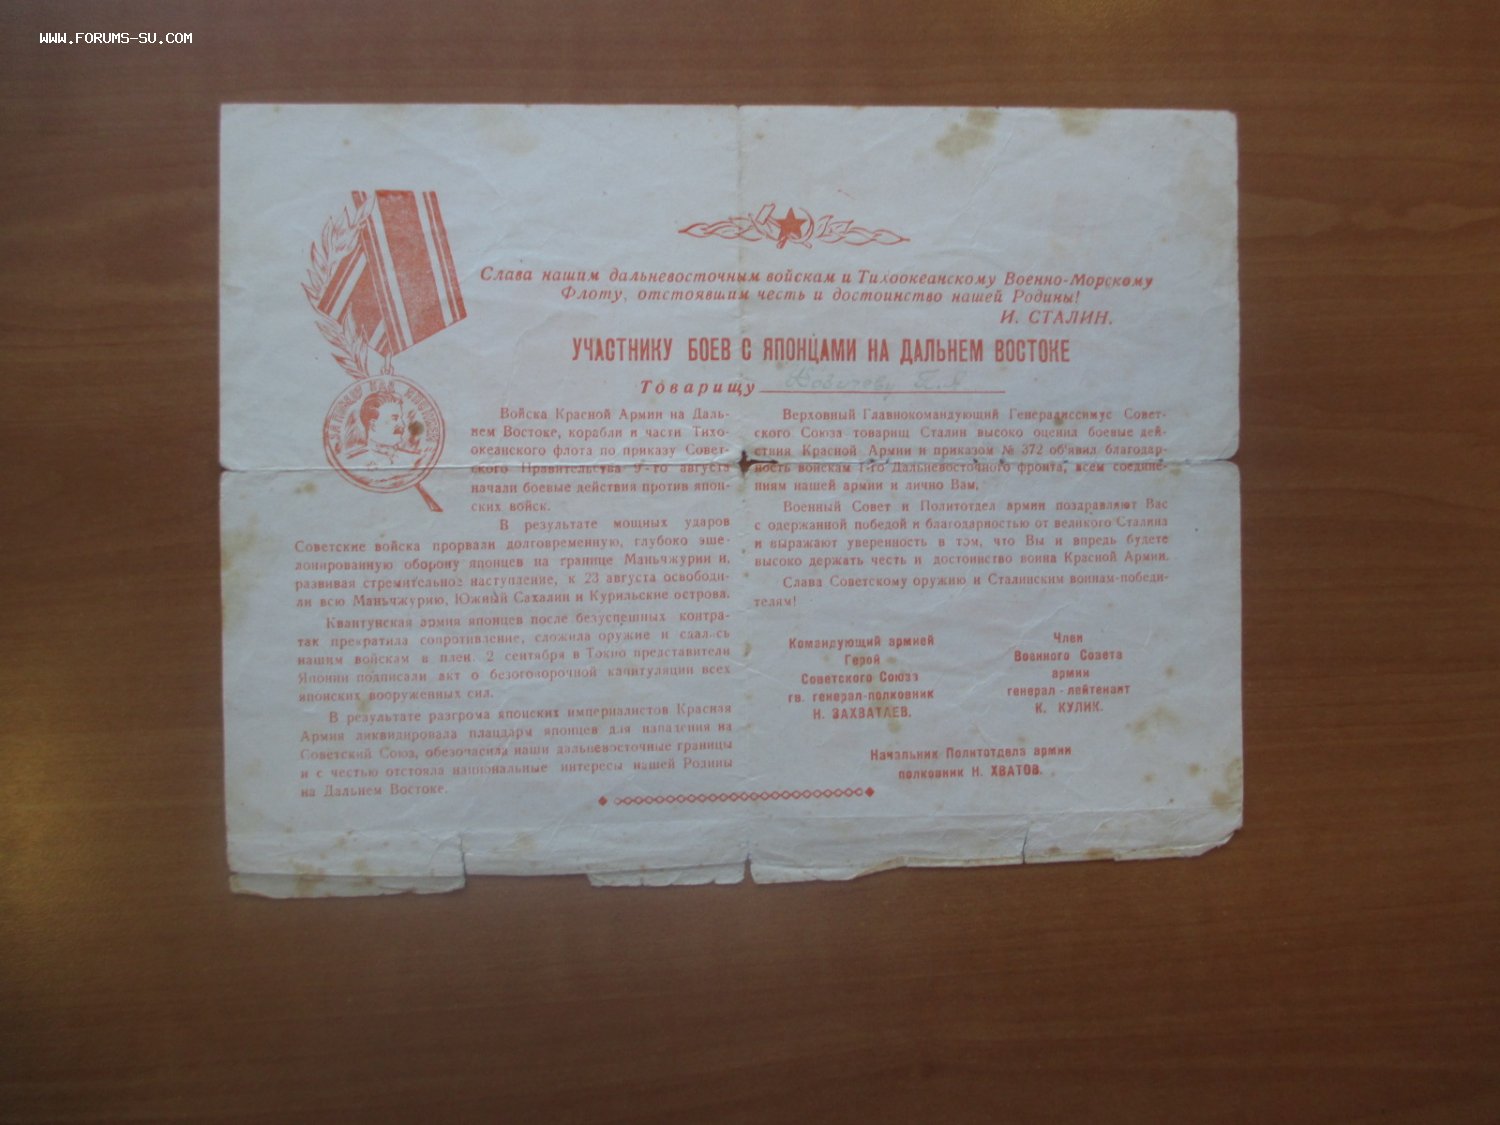 WWW.FORUMS-SU.COM
Слава нашим дальневосточным войскам и Тихоокеанскому Военно-Морскому
Флоту, отстоявшим честь и достоинство нашей Родины!
И. СТАЛИН.
УЧАСТНИКУ БОЕВ С ЯПОНЦАМИ НА ДАЛЬНЕМ ВОСТОКЕ
Товарищу
ЗА ПОБЕДУ НАД ЯПОНИЕЙ
Войска Красной Армии на Даль-
нем Востоке, корабли и части Тихо-
океанского флота по приказу Совет-
ского Правительства 9-го августа
начали боевые действия против япон-
ских войск.
В результате мощных ударов
Советские войска прорвали долговременную, глубоко эше-
лонированную оборону японцев на границе Маньчжурии и,
развивая стремительное наступление, к 23 августа освободи-
ли всю Маньчжурию, Южный Сахалин и Курильские острова.
Квантунская армия японцев после безуспешных контра-
так прекратила сопротивление, сложила оружие и сдалась
нашим войскам в плен. 2 сентября в Токио представители
Японии подписали акт о безоговорочной капитуляции всех
японских вооруженных сил.
В результате разгрома японских империалистов Красная
Армия ликвидировала плацдарм японцев для нападения на
Советский Союз, обезопасила наши дальневосточные границы
и с честью отстояла национальные интересы нашей Родины
на Дальнем Востоке.
Верховный Главнокомандующий Генералиссимус Совет-
ского Союза товарищ Сталин высоко оценил боевые дей-
ствия Красной Армии и приказом № 372 об'явил благодар-
ность войскам 1-го Дальневосточного фронта, всем соедине-
ниям нашей армии и лично Вам.
Военный Совет и Политотдел армии поздравляют Вас
с одержанной победой и благодарностью от великого Сталина
и выражают уверенность в том, что Вы и впредь будете
высоко держать честь и достоинство воина Красной Армии.
Слава Советскому оружию и Сталинским воинам-победи-
телям!
Командующий армией
Герой
Советского Союза
гв. генерал-полковник
Н. ЗАХВАТАЕВ.
Член
Военного Совета
армии
генерал-лейтенант
К. КУЛИК.
Начальник Политотдела армии
полковник Н. ХВАТОВ.